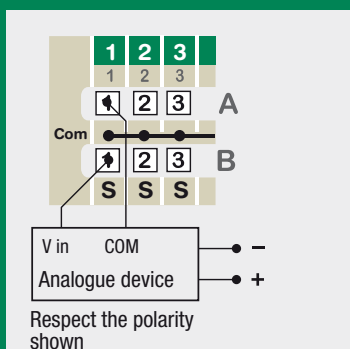 1 2 3
1 2 3
2 3 A
Com
2 3 B
S S S
V in COM
Analogue device
−
+
Respect the polarity
shown